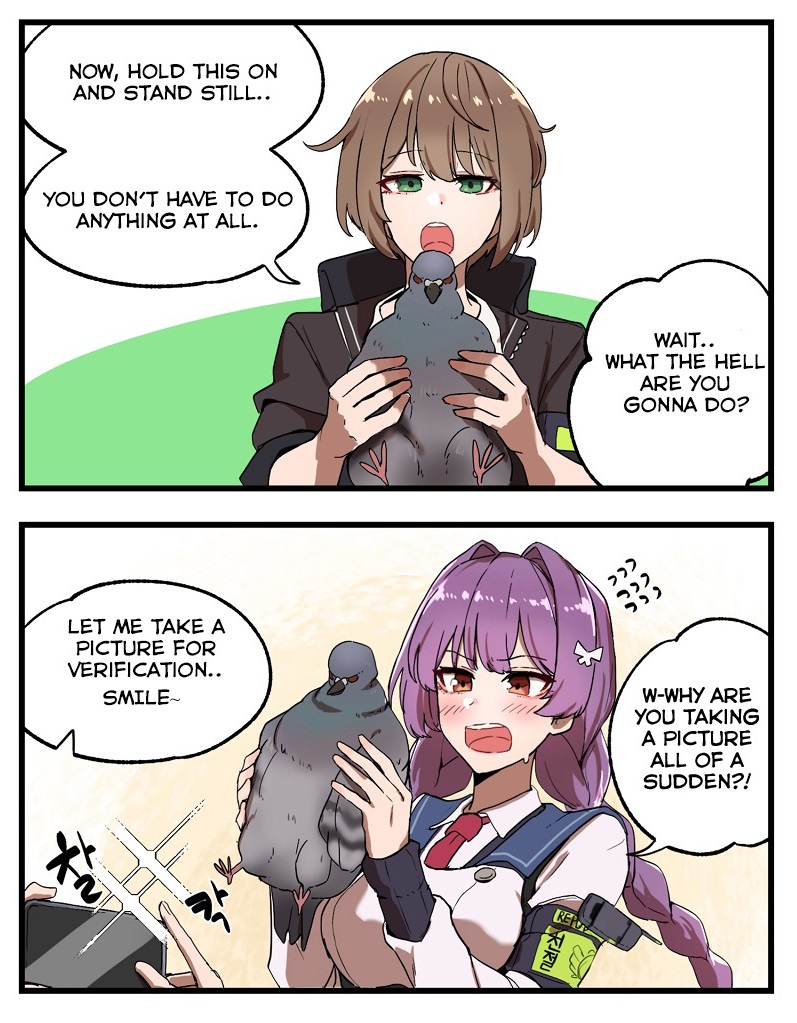 NOW, HOLD THIS ON
AND STAND STILL..
YOU DON'T HAVE TO DO
ANYTHING AT ALL.
WAIT..
WHAT THE HELL
ARE YOU
GONNA DO?
LET ME TAKE A
PICTURE FOR
VERIFICATION..
SMILE~
W-WHY ARE
YOU TAKING
A PICTURE
ALL OF A
SUDDEN?!
찰
칵